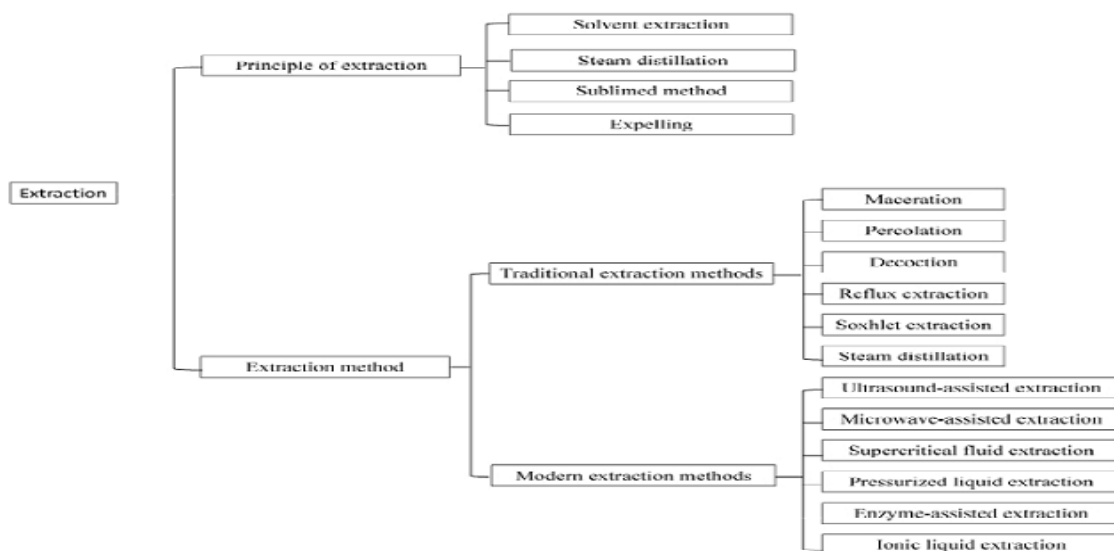 Solvent extraction
Principle of extraction
Steam distillation
Sublimed method
Expelling
Extraction
Maceration
Percolation
Traditional extraction methods
Decoction
Reflux extraction
Soxhlet extraction
Steam distillation
Extraction method
Ultrasound-assisted extraction
Microwave-assisted extraction
Supercritical fluid extraction
Modern extraction methods
Pressurized liquid extraction
Enzyme-assisted extraction
Ionic liquid extraction